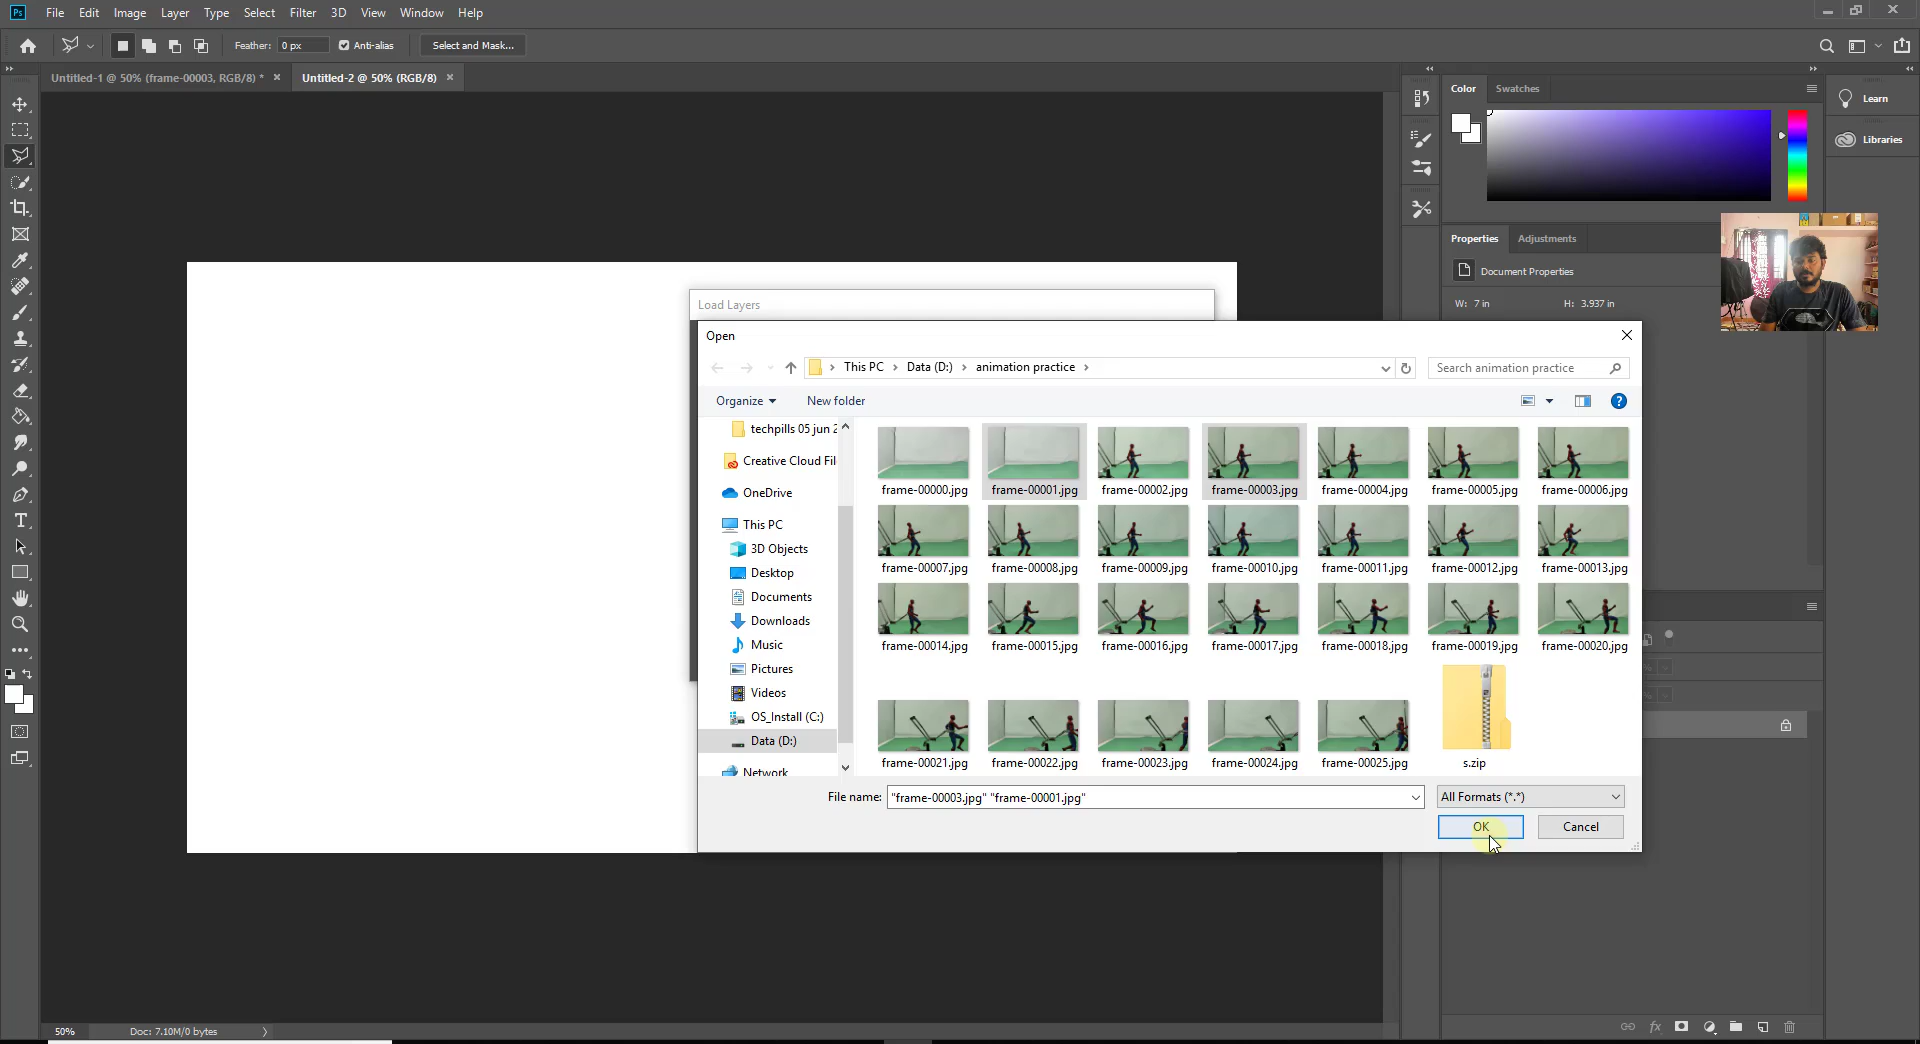 Ps File Edit Image Layer Type Select Filter 3D View Window Help
Feather: 0 px Anti-alias Select and Mask...
Untitled-1 @ 50% (frame-00003, RGB/8) * × Untitled-2 @ 50% (RGB/8) ×
Color Swatches
Learn
Libraries
Properties Adjustments
Document Properties
W: 7 in H: 3.937 in
Load Layers
Open
This PC > Data (D:) > animation practice >
Search animation practice
Organize New folder
techpills 05 jun 2
Creative Cloud Fil
OneDrive
This PC
3D Objects
Desktop
Documents
Downloads
Music
Pictures
Videos
OS_Install (C:)
Data (D:)
Network
frame-00000.jpg frame-00001.jpg frame-00002.jpg frame-00003.jpg frame-00004.jpg frame-00005.jpg frame-00006.jpg
frame-00007.jpg frame-00008.jpg frame-00009.jpg frame-00010.jpg frame-00011.jpg frame-00012.jpg frame-00013.jpg
frame-00014.jpg frame-00015.jpg frame-00016.jpg frame-00017.jpg frame-00018.jpg frame-00019.jpg frame-00020.jpg
frame-00021.jpg frame-00022.jpg frame-00023.jpg frame-00024.jpg frame-00025.jpg s.zip
File name: "frame-00003.jpg" "frame-00001.jpg" All Formats (*.*)
OK Cancel
50% Doc: 7.10M/0 bytes